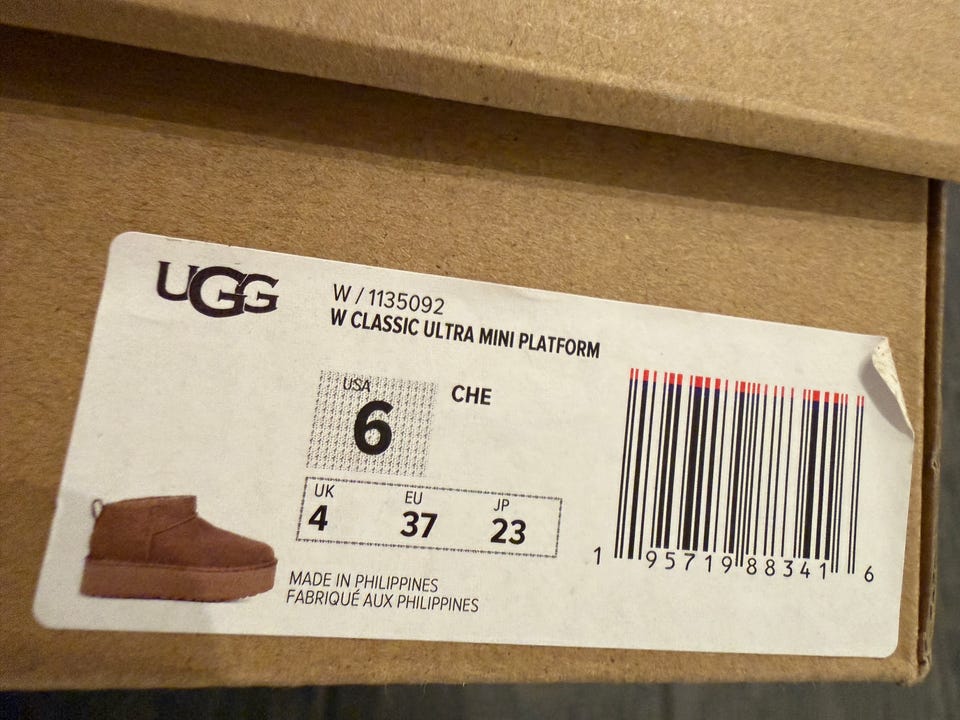 UGG
W / 1135092
W CLASSIC ULTRA MINI PLATFORM
USA
6
CHE
UK
4
EU
37
JP
23
MADE IN PHILIPPINES
FABRIQUÉ AUX PHILIPPINES
1 95719 88341 6